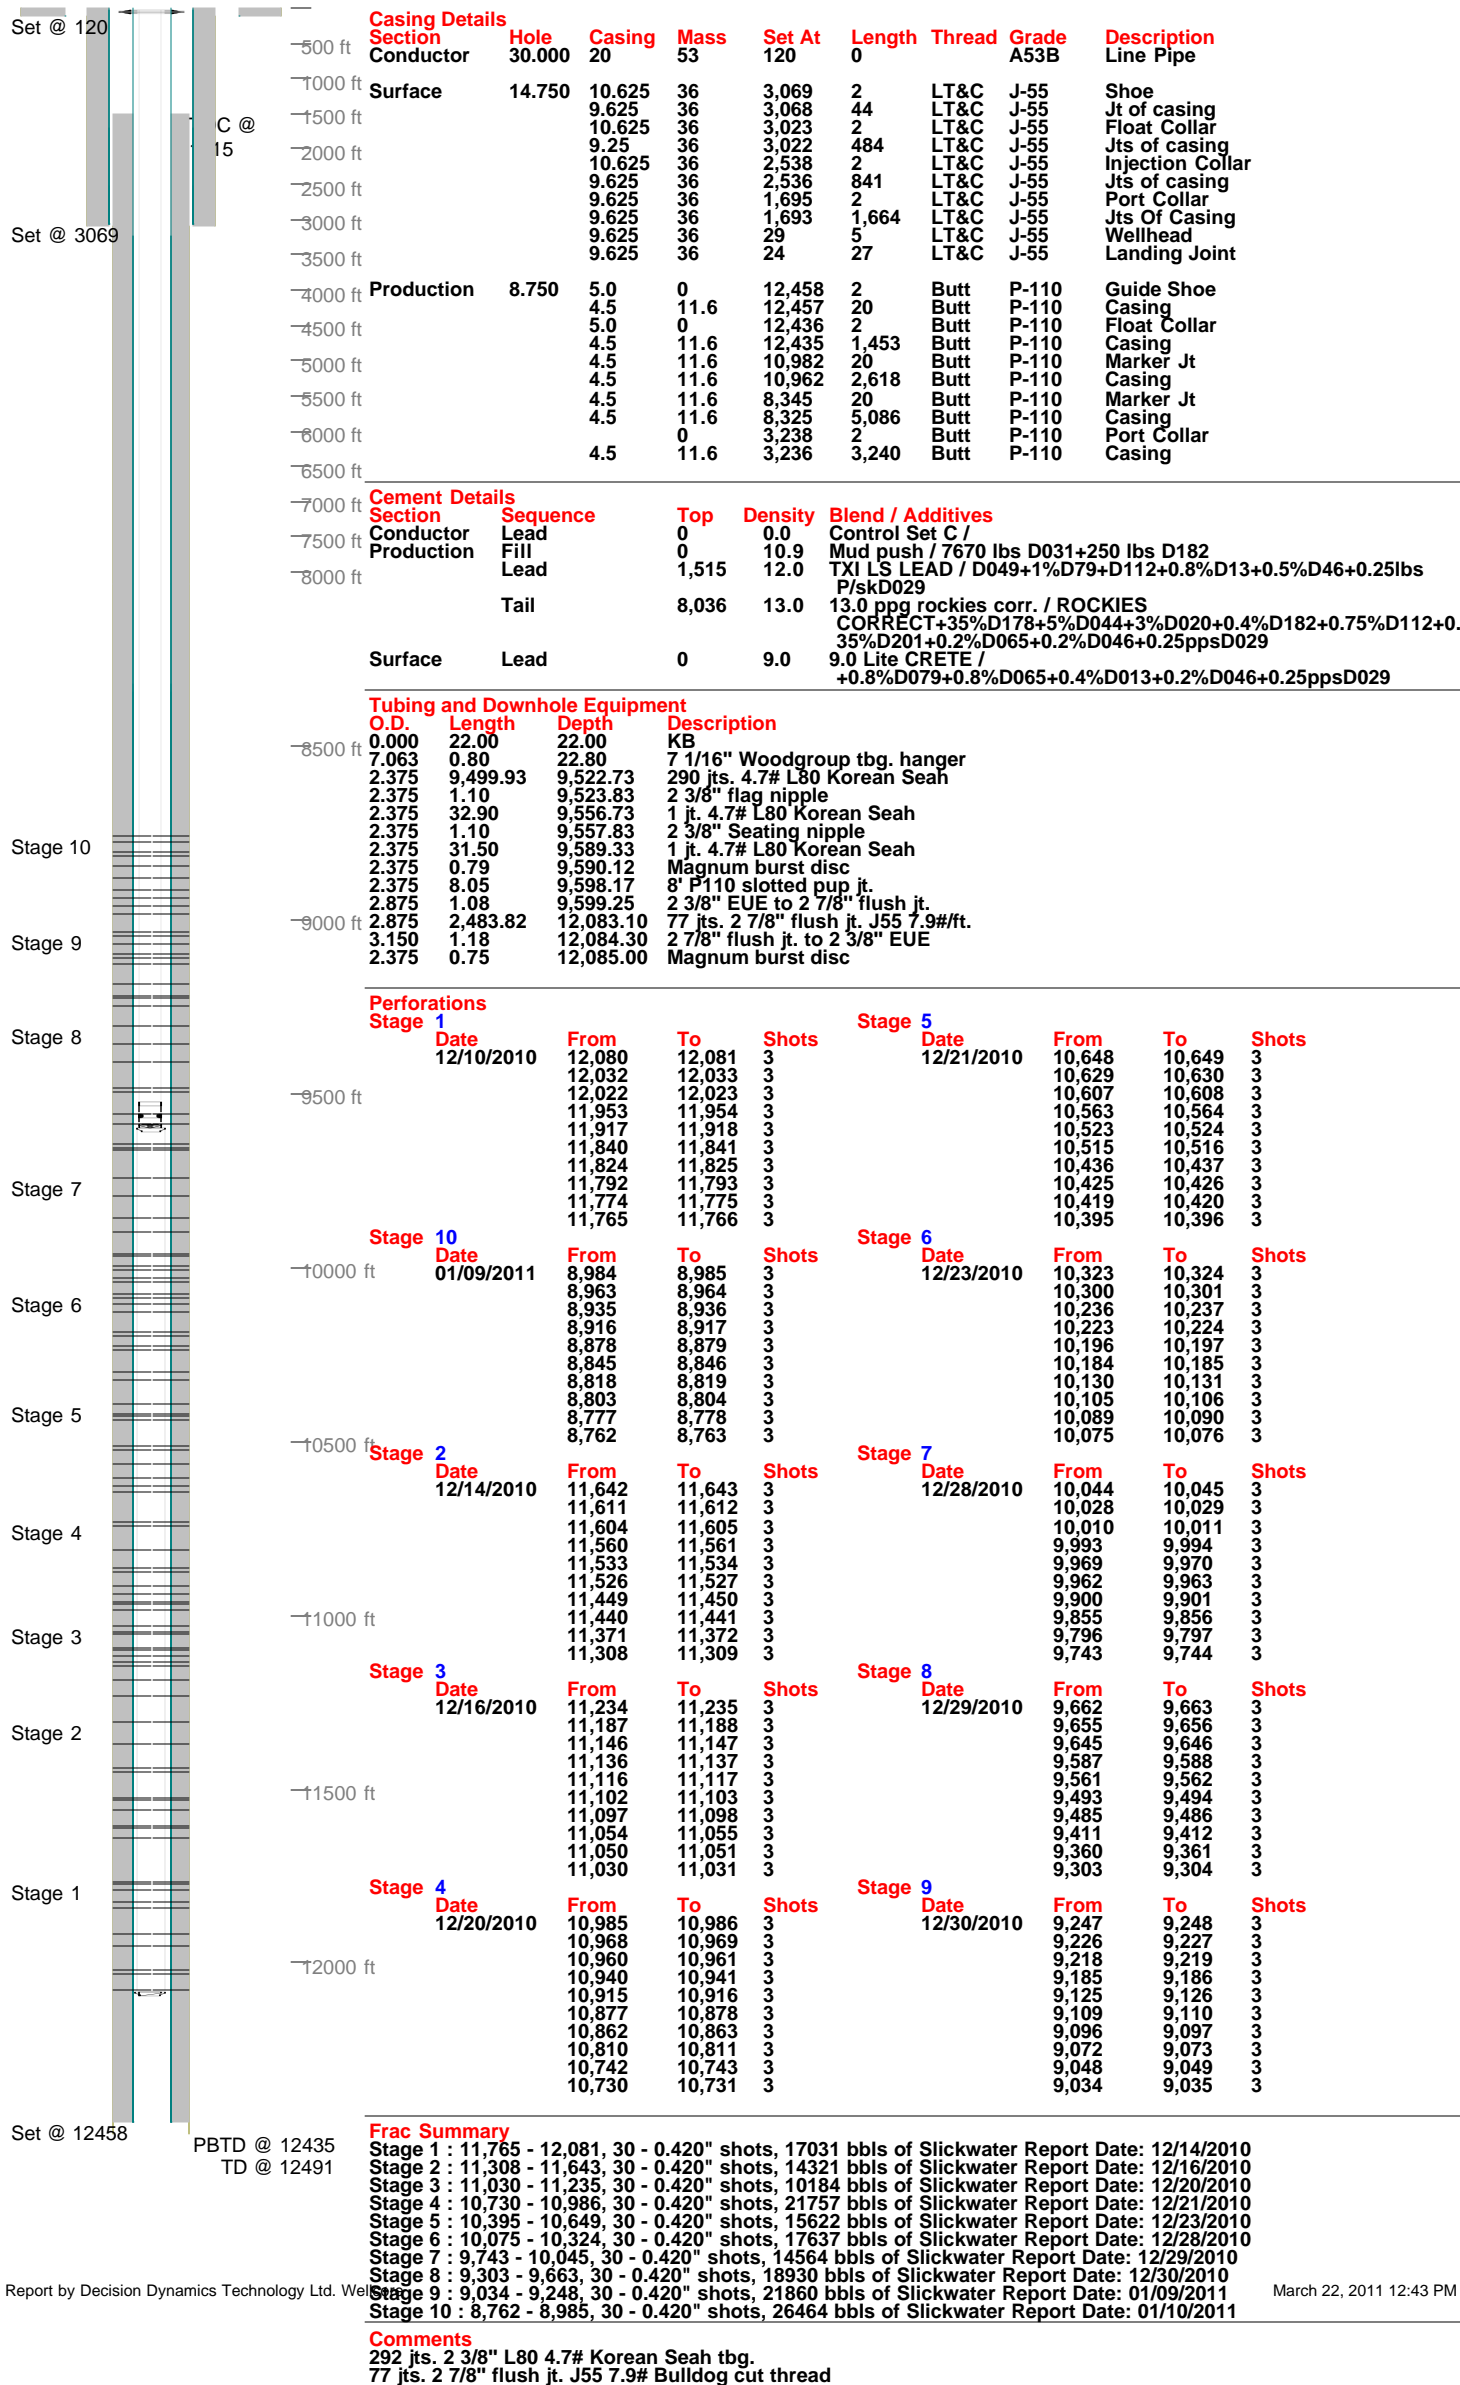 Set @ 120
C @
15
Set @ 3069
Stage 10
Stage 9
Stage 8
Stage 7
Stage 6
Stage 5
Stage 4
Stage 3
Stage 2
Stage 1
Set @ 12458
PBTD @ 12435
TD @ 12491
500 ft
1000 ft
1500 ft
2000 ft
2500 ft
3000 ft
3500 ft
4000 ft
4500 ft
5000 ft
5500 ft
6000 ft
6500 ft
7000 ft
7500 ft
8000 ft
8500 ft
9000 ft
9500 ft
10000 ft
10500 ft
11000 ft
11500 ft
12000 ft
Casing Details
Section Hole Casing Mass Set At Length Thread Grade Description
Conductor 30.000 20 53 120 0 A53B Line Pipe
Surface 14.750 10.625 36 3,069 2 LT&C J-55 Shoe
9.625 36 3,068 44 LT&C J-55 Jt of casing
10.625 36 3,023 2 LT&C J-55 Float Collar
9.25 36 3,022 484 LT&C J-55 Jts of casing
10.625 36 2,538 2 LT&C J-55 Injection Collar
9.625 36 2,536 841 LT&C J-55 Jts of casing
9.625 36 1,695 2 LT&C J-55 Port Collar
9.625 36 1,693 1,664 LT&C J-55 Jts Of Casing
9.625 36 29 5 LT&C J-55 Wellhead
9.625 36 24 27 LT&C J-55 Landing Joint
Production 8.750 5.0 0 12,458 2 Butt P-110 Guide Shoe
4.5 11.6 12,457 20 Butt P-110 Casing
5.0 0 12,436 2 Butt P-110 Float Collar
4.5 11.6 12,435 1,453 Butt P-110 Casing
4.5 11.6 10,982 20 Butt P-110 Marker Jt
4.5 11.6 10,962 2,618 Butt P-110 Casing
4.5 11.6 8,345 20 Butt P-110 Marker Jt
4.5 11.6 8,325 5,086 Butt P-110 Casing
0 3,238 2 Butt P-110 Port Collar
4.5 11.6 3,236 3,240 Butt P-110 Casing
Cement Details
Section Sequence Top Density Blend / Additives
Conductor Lead 0 0.0 Control Set C /
Production Fill 0 10.9 Mud push / 7670 lbs D031+250 lbs D182
Lead 1,515 12.0 TXI LS LEAD / D049+1%D79+D112+0.8%D13+0.5%D46+0.25lbs
P/skD029
Tail 8,036 13.0 13.0 ppg rockies corr. / ROCKIES
CORRECT+35%D178+5%D044+3%D020+0.4%D182+0.75%D112+0.
35%D201+0.2%D065+0.2%D046+0.25ppsD029
Surface Lead 0 9.0 9.0 Lite CRETE /
+0.8%D079+0.8%D065+0.4%D013+0.2%D046+0.25ppsD029
Tubing and Downhole Equipment
O.D. Length Depth Description
0.000 22.00 22.00 KB
7.063 0.80 22.80 7 1/16" Woodgroup tbg. hanger
2.375 9,499.93 9,522.73 290 jts. 4.7# L80 Korean Seah
2.375 1.10 9,523.83 2 3/8" flag nipple
2.375 32.90 9,556.73 1 jt. 4.7# L80 Korean Seah
2.375 1.10 9,557.83 2 3/8" Seating nipple
2.375 31.50 9,589.33 1 jt. 4.7# L80 Korean Seah
2.375 0.79 9,590.12 Magnum burst disc
2.375 8.05 9,598.17 8' P110 slotted pup jt.
2.875 1.08 9,599.25 2 3/8" EUE to 2 7/8" flush jt.
2.875 2,483.82 12,083.10 77 jts. 2 7/8" flush jt. J55 7.9#/ft.
3.150 1.18 12,084.30 2 7/8" flush jt. to 2 3/8" EUE
2.375 0.75 12,085.00 Magnum burst disc
Perforations
Stage 1
Date From To Shots
12/10/2010 12,080 12,081 3
12,032 12,033 3
12,022 12,023 3
11,953 11,954 3
11,917 11,918 3
11,840 11,841 3
11,824 11,825 3
11,792 11,793 3
11,774 11,775 3
11,765 11,766 3
Stage 5
Date From To Shots
12/21/2010 10,648 10,649 3
10,629 10,630 3
10,607 10,608 3
10,563 10,564 3
10,523 10,524 3
10,515 10,516 3
10,436 10,437 3
10,425 10,426 3
10,419 10,420 3
10,395 10,396 3
Stage 10
Date From To Shots
01/09/2011 8,984 8,985 3
8,963 8,964 3
8,935 8,936 3
8,916 8,917 3
8,878 8,879 3
8,845 8,846 3
8,818 8,819 3
8,803 8,804 3
8,777 8,778 3
8,762 8,763 3
Stage 6
Date From To Shots
12/23/2010 10,323 10,324 3
10,300 10,301 3
10,236 10,237 3
10,223 10,224 3
10,196 10,197 3
10,184 10,185 3
10,130 10,131 3
10,105 10,106 3
10,089 10,090 3
10,075 10,076 3
Stage 2
Date From To Shots
12/14/2010 11,642 11,643 3
11,611 11,612 3
11,604 11,605 3
11,560 11,561 3
11,533 11,534 3
11,526 11,527 3
11,449 11,450 3
11,440 11,441 3
11,371 11,372 3
11,308 11,309 3
Stage 7
Date From To Shots
12/28/2010 10,044 10,045 3
10,028 10,029 3
10,010 10,011 3
9,993 9,994 3
9,969 9,970 3
9,962 9,963 3
9,900 9,901 3
9,855 9,856 3
9,796 9,797 3
9,743 9,744 3
Stage 3
Date From To Shots
12/16/2010 11,234 11,235 3
11,187 11,188 3
11,146 11,147 3
11,136 11,137 3
11,116 11,117 3
11,102 11,103 3
11,097 11,098 3
11,054 11,055 3
11,050 11,051 3
11,030 11,031 3
Stage 8
Date From To Shots
12/29/2010 9,662 9,663 3
9,655 9,656 3
9,645 9,646 3
9,587 9,588 3
9,561 9,562 3
9,493 9,494 3
9,485 9,486 3
9,411 9,412 3
9,360 9,361 3
9,303 9,304 3
Stage 4
Date From To Shots
12/20/2010 10,985 10,986 3
10,968 10,969 3
10,960 10,961 3
10,940 10,941 3
10,915 10,916 3
10,877 10,878 3
10,862 10,863 3
10,810 10,811 3
10,742 10,743 3
10,730 10,731 3
Stage 9
Date From To Shots
12/30/2010 9,247 9,248 3
9,226 9,227 3
9,218 9,219 3
9,185 9,186 3
9,125 9,126 3
9,109 9,110 3
9,096 9,097 3
9,072 9,073 3
9,048 9,049 3
9,034 9,035 3
Frac Summary
Stage 1 : 11,765 - 12,081, 30 - 0.420" shots, 17031 bbls of Slickwater Report Date: 12/14/2010
Stage 2 : 11,308 - 11,643, 30 - 0.420" shots, 14321 bbls of Slickwater Report Date: 12/16/2010
Stage 3 : 11,030 - 11,235, 30 - 0.420" shots, 10184 bbls of Slickwater Report Date: 12/20/2010
Stage 4 : 10,730 - 10,986, 30 - 0.420" shots, 21757 bbls of Slickwater Report Date: 12/21/2010
Stage 5 : 10,395 - 10,649, 30 - 0.420" shots, 15622 bbls of Slickwater Report Date: 12/23/2010
Stage 6 : 10,075 - 10,324, 30 - 0.420" shots, 17637 bbls of Slickwater Report Date: 12/28/2010
Stage 7 : 9,743 - 10,045, 30 - 0.420" shots, 14564 bbls of Slickwater Report Date: 12/29/2010
Stage 8 : 9,303 - 9,663, 30 - 0.420" shots, 18930 bbls of Slickwater Report Date: 12/30/2010
Stage 9 : 9,034 - 9,248, 30 - 0.420" shots, 21860 bbls of Slickwater Report Date: 01/09/2011
Stage 10 : 8,762 - 8,985, 30 - 0.420" shots, 26464 bbls of Slickwater Report Date: 01/10/2011
Report by Decision Dynamics Technology Ltd.
March 22, 2011 12:43 PM
Comments
292 jts. 2 3/8" L80 4.7# Korean Seah tbg.
77 jts. 2 7/8" flush jt. J55 7.9# Bulldog cut thread